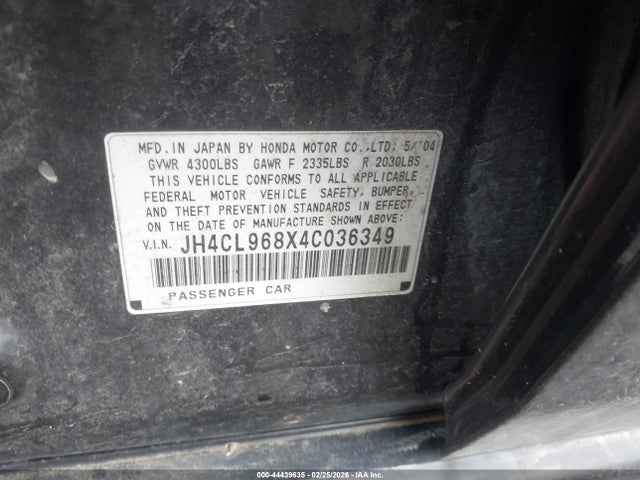 MFD. IN JAPAN BY HONDA MOTOR CO.,LTD: 5/'04
GVWR 4300LBS GAWR F 2335LBS R 2030LBS
THIS VEHICLE CONFORMS TO ALL APPLICABLE
FEDERAL MOTOR VEHICLE SAFETY, BUMPER,
AND THEFT PREVENTION STANDARDS IN EFFECT
ON THE DATE OF MANUFACTURE SHOWN ABOVE:
V.I.N. JH4CL968X4C036349
PASSENGER CAR
000-44439635 - 02/25/2026 - IAA Holdings, LLC